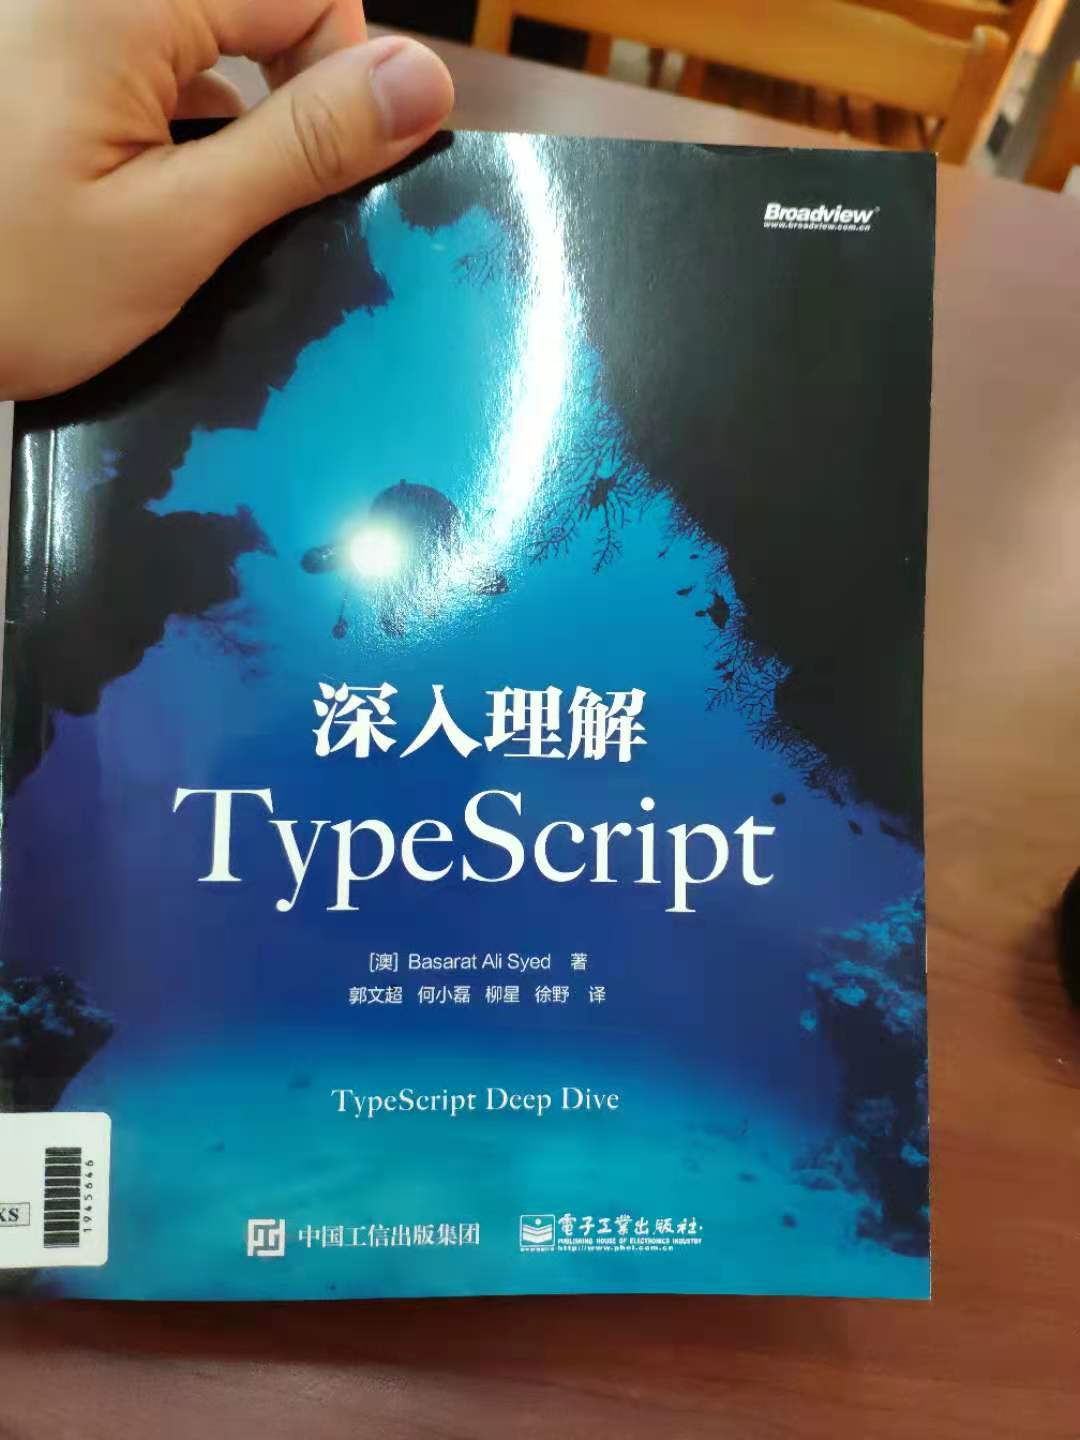 Broadview®
www.broadview.com.cn
深入理解
TypeScript
[澳] Basarat Ali Syed 著
郭文超 何小磊 柳星 徐野 译
TypeScript Deep Dive
1945646
XS
中国工信出版集团
電子工業出版社·
PUBLISHING HOUSE OF ELECTRONICS INDUSTRY
http://www.phei.com.cn